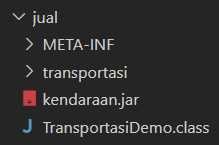 jual
META-INF
transportasi
kendaraan.jar
TransportasiDemo.class